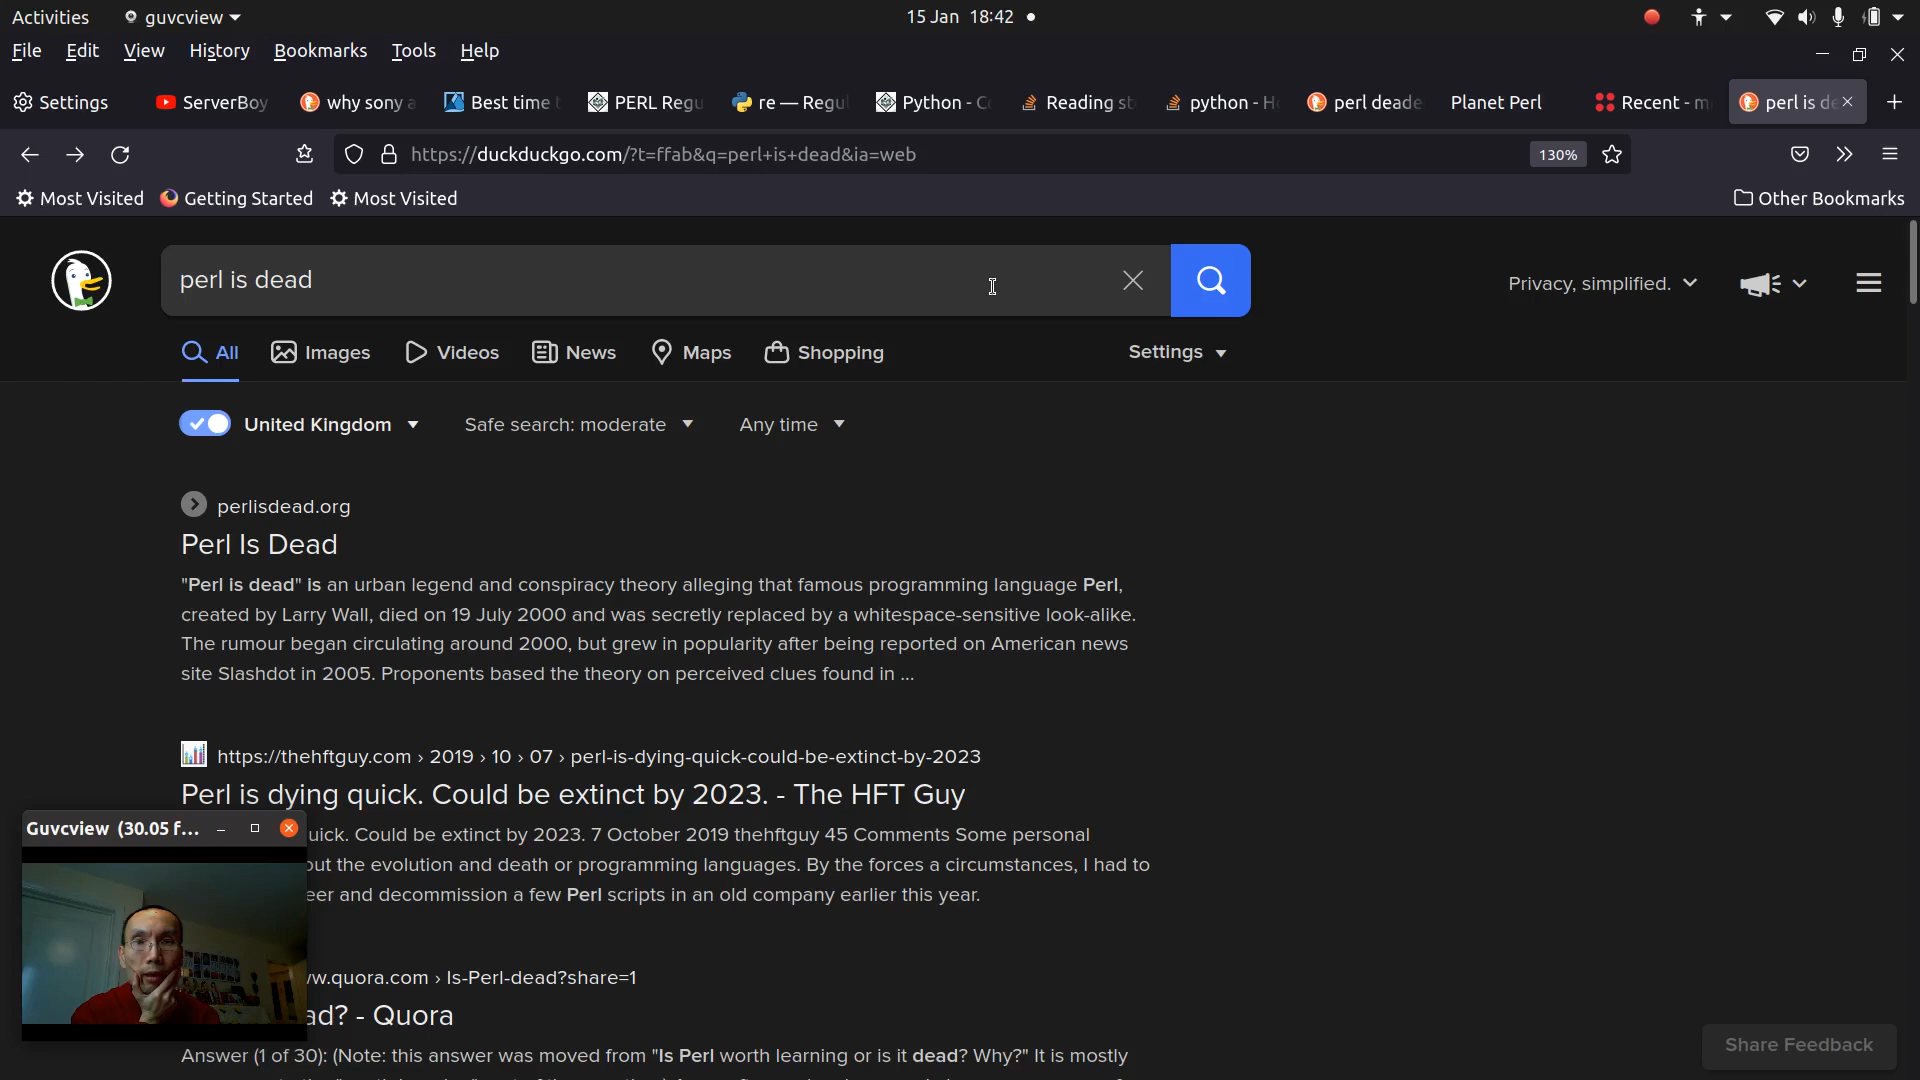 Activities guvcview 15 Jan 18:42
File Edit View History Bookmarks Tools Help
Settings ServerBoy why sony a Best time t PERL Regu re — Regul Python - Co Reading st python - Ho perl deade Planet Perl Recent - m perl is de
https://duckduckgo.com/?t=ffab&q=perl+is+dead&ia=web 130%
Most Visited Getting Started Most Visited Other Bookmarks
perl is dead Privacy, simplified.
All Images Videos News Maps Shopping Settings
United Kingdom Safe search: moderate Any time
perlisdead.org
Perl Is Dead
"Perl is dead" is an urban legend and conspiracy theory alleging that famous programming language Perl,
created by Larry Wall, died on 19 July 2000 and was secretly replaced by a whitespace-sensitive look-alike.
The rumour began circulating around 2000, but grew in popularity after being reported on American news
site Slashdot in 2005. Proponents based the theory on perceived clues found in ...
https://thehftguy.com › 2019 › 10 › 07 › perl-is-dying-quick-could-be-extinct-by-2023
Perl is dying quick. Could be extinct by 2023. - The HFT Guy
Guvcview (30.05 f...
uick. Could be extinct by 2023. 7 October 2019 thehftguy 45 Comments Some personal
out the evolution and death or programming languages. By the forces a circumstances, I had to
eer and decommission a few Perl scripts in an old company earlier this year.
w.quora.com › Is-Perl-dead?share=1
ad? - Quora
Answer (1 of 30): (Note: this answer was moved from "Is Perl worth learning or is it dead? Why?" It is mostly
Share Feedback